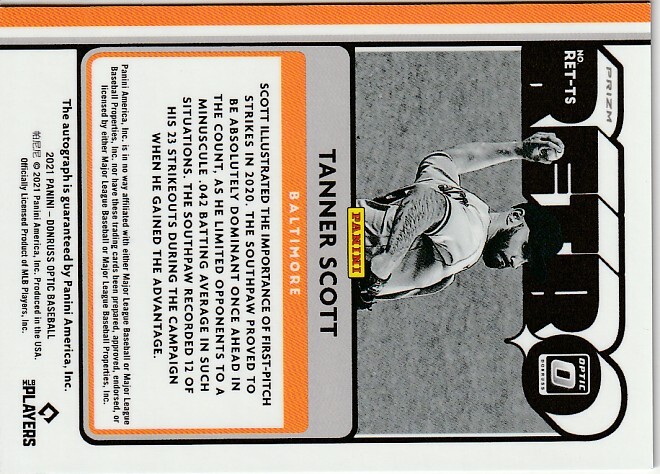 PRIZM
RETRO
NO.
RET-TS
OPTIC
DONRUSS
PANINI
TANNER SCOTT
BALTIMORE
SCOTT ILLUSTRATED THE IMPORTANCE OF FIRST-PITCH
STRIKES IN 2020. THE SOUTHPAW PROVED TO
BE ABSOLUTELY DOMINANT ONCE AHEAD IN
THE COUNT, AS HE LIMITED OPPONENTS TO A
MINUSCULE .042 BATTING AVERAGE IN SUCH
SITUATIONS. THE SOUTHPAW RECORDED 12 OF
HIS 23 STRIKEOUTS DURING THE CAMPAIGN
WHEN HE GAINED THE ADVANTAGE.
Panini America, Inc. is in no way affiliated with either Major League Baseball or Major League
Baseball Properties, Inc. nor have these trading cards been prepared, approved, endorsed, or
licensed by either Major League Baseball or Major League Baseball Properties, Inc.
The autograph is guaranteed by Panini America, Inc.
2021 PANINI – DONRUSS OPTIC BASEBALL
帕尼尼 © 2021 Panini America, Inc. Produced in the USA.
Officially Licensed Product of MLB Players, Inc.
MLB PLAYERS